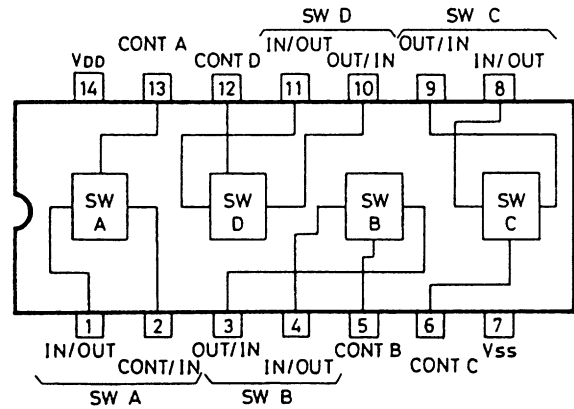 SW D SW C
CONT A IN/OUT OUT/IN
VDD CONT D OUT/IN IN/OUT
14 13 12 11 10 9 8
SW A
SW D
SW B
SW C
1 2 3 4 5 6 7
IN/OUT OUT/IN CONT B VSS
CONT/IN IN/OUT CONT C
SW A SW B